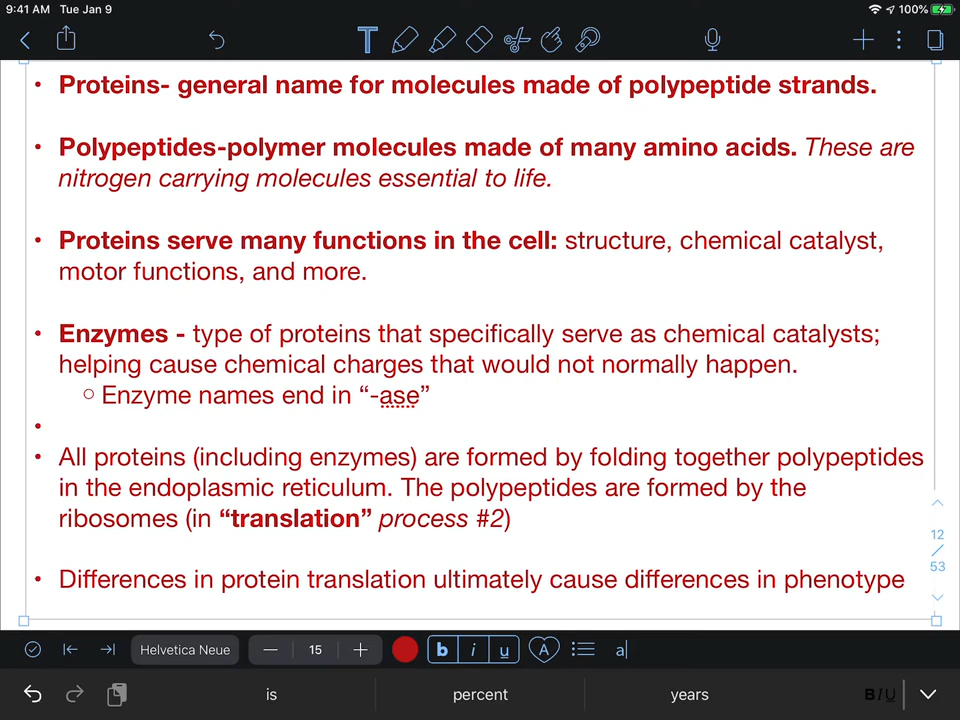 9:41 AM Tue Jan 9 100%
T
• Proteins- general name for molecules made of polypeptide strands.
• Polypeptides-polymer molecules made of many amino acids. These are
nitrogen carrying molecules essential to life.
• Proteins serve many functions in the cell: structure, chemical catalyst,
motor functions, and more.
• Enzymes - type of proteins that specifically serve as chemical catalysts;
helping cause chemical charges that would not normally happen.
○ Enzyme names end in “-ase”
•
• All proteins (including enzymes) are formed by folding together polypeptides
in the endoplasmic reticulum. The polypeptides are formed by the
ribosomes (in “translation” process #2)
• Differences in protein translation ultimately cause differences in phenotype
12
/
53
Helvetica Neue — 15 + b i u A a|
is percent years B I U